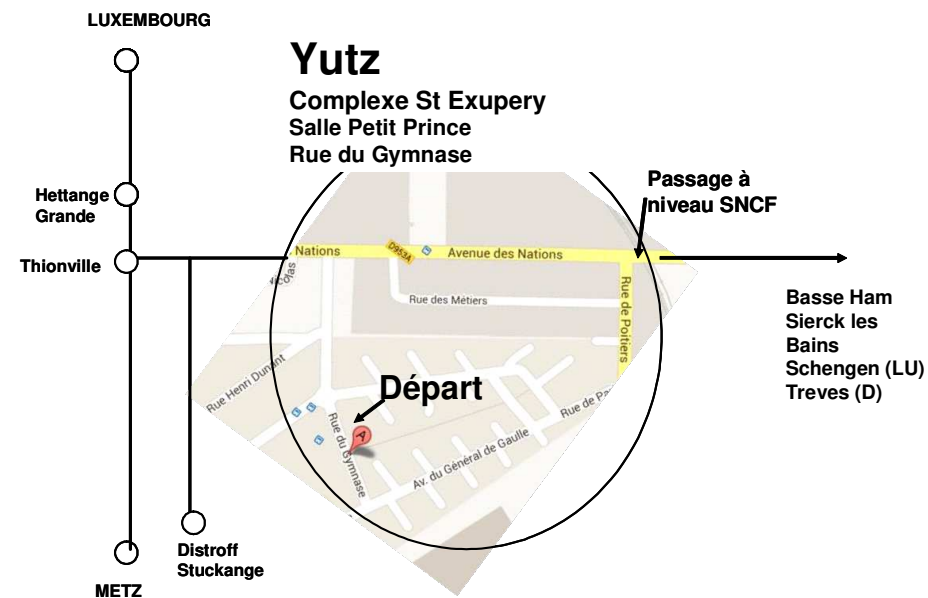 LUXEMBOURG
Yutz
Complexe St Exupery
Salle Petit Prince
Rue du Gymnase
Passage à
niveau SNCF
Hettange
Grande
Thionville
Nations
D953A
Avenue des Nations
Rue des Métiers
Rue de Poitiers
Basse Ham
Sierck les
Bains
Schengen (LU)
Treves (D)
Rue Henri Dunant
Départ
A
Rue du Gymnase
Rue de
Av. du Général de Gaulle
Distroff
Stuckange
METZ